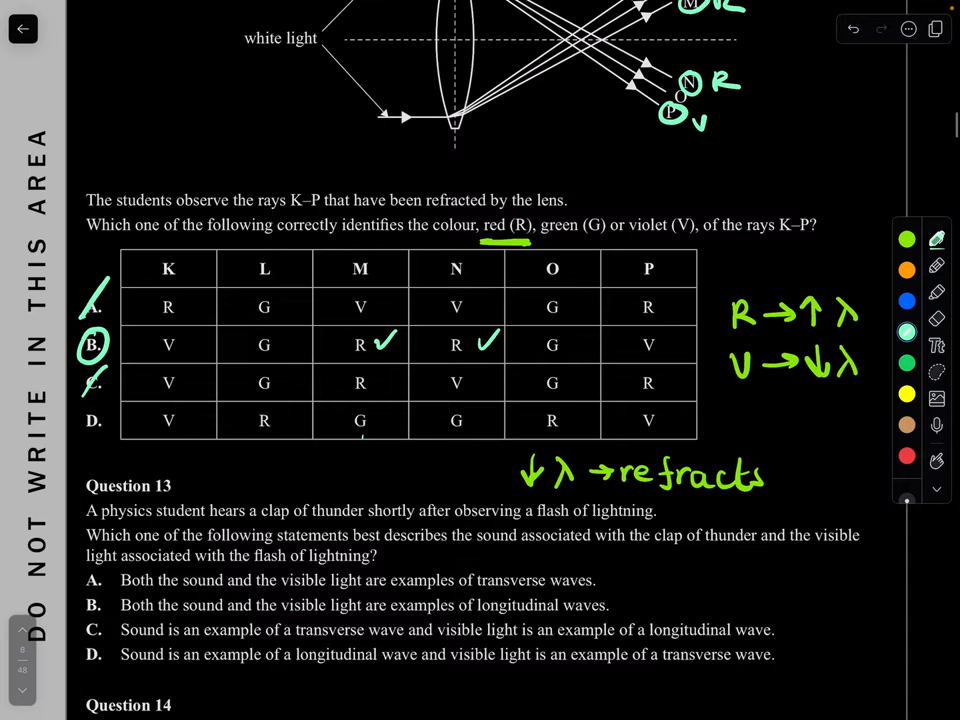 M R
white light
N R
O
P V
DO NOT WRITE IN THIS AREA
The students observe the rays K–P that have been refracted by the lens.
Which one of the following correctly identifies the colour, red (R), green (G) or violet (V), of the rays K–P?
K L M N O P
A. R G V V G R
B. V G R ✓ R ✓ G V
C. V G R V G R
D. V R G G R V
R → ↑ λ
V → ↓ λ
↓ λ → refracts
Question 13
A physics student hears a clap of thunder shortly after observing a flash of lightning.
Which one of the following statements best describes the sound associated with the clap of thunder and the visible
light associated with the flash of lightning?
A. Both the sound and the visible light are examples of transverse waves.
B. Both the sound and the visible light are examples of longitudinal waves.
C. Sound is an example of a transverse wave and visible light is an example of a longitudinal wave.
D. Sound is an example of a longitudinal wave and visible light is an example of a transverse wave.
Question 14
8
48
Tt